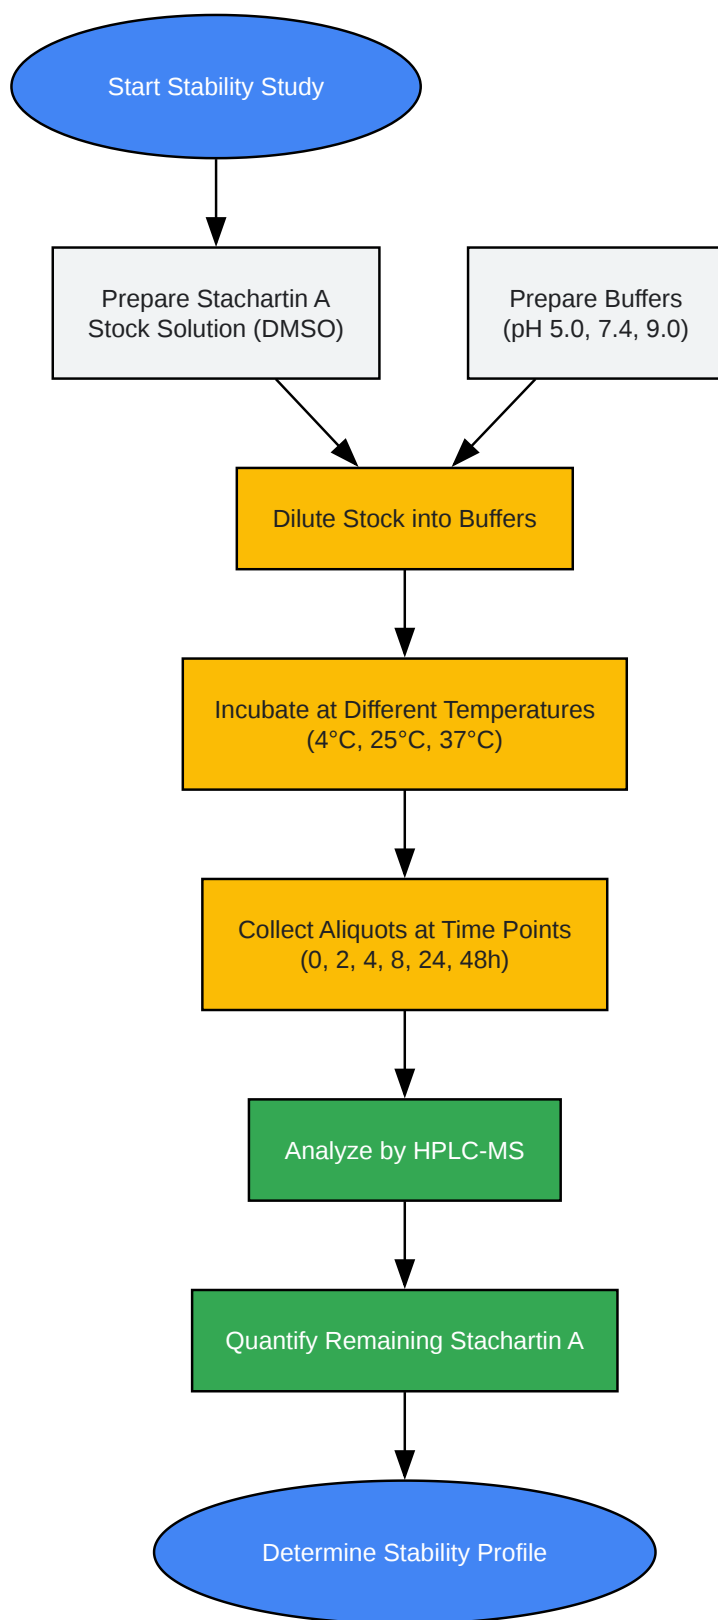 Start Stability Study
Prepare Stachartin A
Stock Solution (DMSO)
Prepare Buffers
(pH 5.0, 7.4, 9.0)
Dilute Stock into Buffers
Incubate at Different Temperatures
(4°C, 25°C, 37°C)
Collect Aliquots at Time Points
(0, 2, 4, 8, 24, 48h)
Analyze by HPLC-MS
Quantify Remaining Stachartin A
Determine Stability Profile